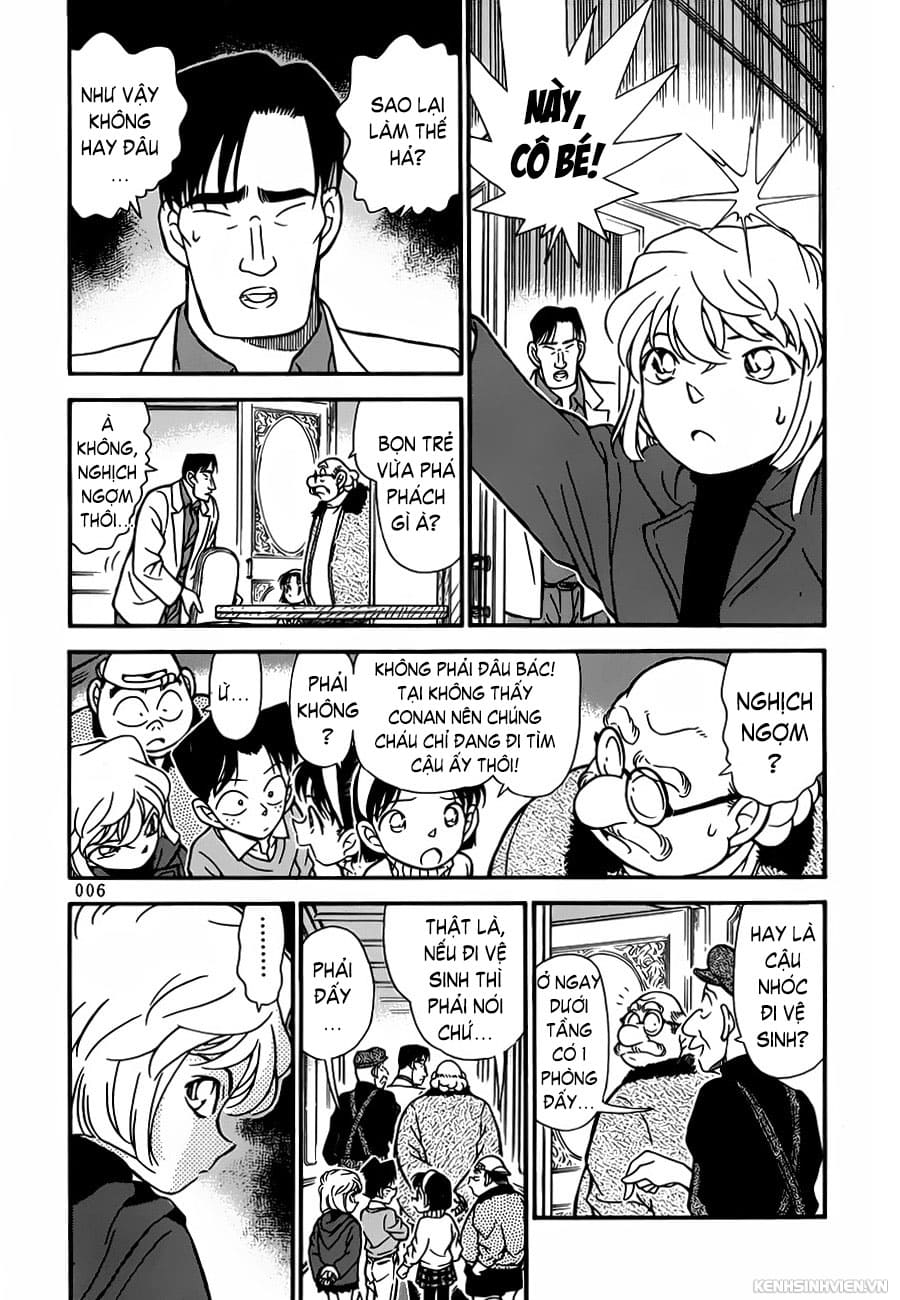 NÀY,
CÔ BÉ!
SAO LẠI
LÀM THẾ
HẢ?
NHƯ VẬY
KHÔNG
HAY ĐÂU
...
BỌN TRẺ
VỪA PHÁ
PHÁCH
GÌ À?
À
KHÔNG,
NGHỊCH
NGỢM
THÔI...
NGHỊCH
NGỢM
?
KHÔNG PHẢI ĐÂU BÁC!
TẠI KHÔNG THẤY
CONAN NÊN CHÚNG
CHÁU CHỈ ĐANG ĐI TÌM
CẬU ẤY THÔI!
PHẢI
KHÔNG
?
Ừ...
006
HAY LÀ
CẬU
NHÓC
ĐI VỆ
SINH?
Ở NGAY
DƯỚI
TẦNG
CÓ 1
PHÒNG
ĐẤY...
THẬT LÀ,
NẾU ĐI VỆ
SINH THÌ
PHẢI NÓI
CHỨ...
PHẢI
ĐẤY
...
.........
KENHSINHVIEN.VN